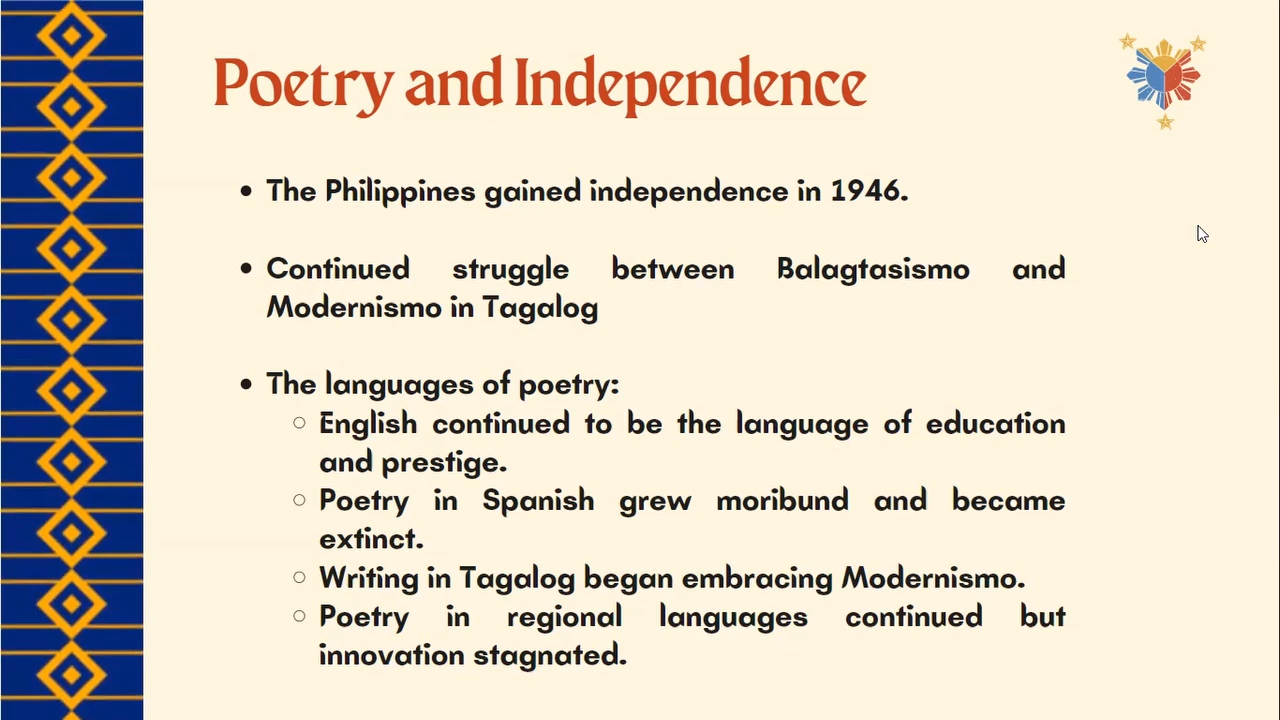 Poetry and Independence
• The Philippines gained independence in 1946.
• Continued struggle between Balagtasismo and
Modernismo in Tagalog
• The languages of poetry:
○ English continued to be the language of education
and prestige.
○ Poetry in Spanish grew moribund and became
extinct.
○ Writing in Tagalog began embracing Modernismo.
○ Poetry in regional languages continued but
innovation stagnated.